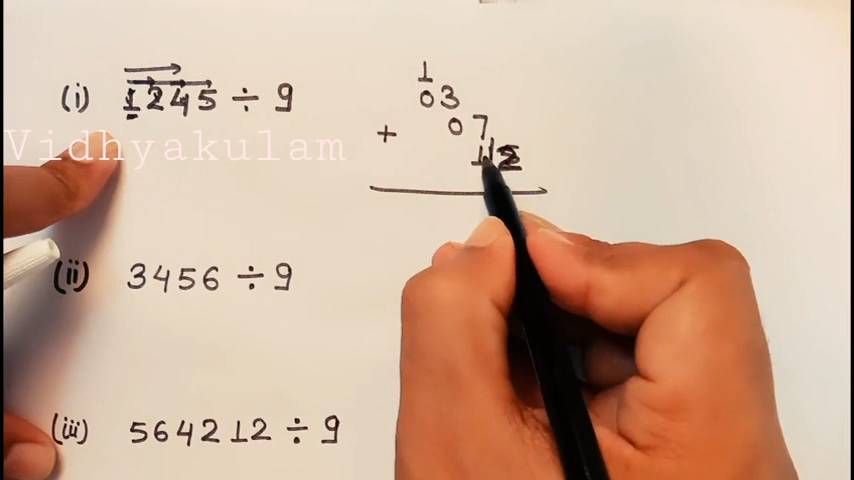 (i) 1245 ÷ 9
1
03
07
+
Vidhyakulam
(ii) 3456 ÷ 9
(iii) 564212 ÷ 9